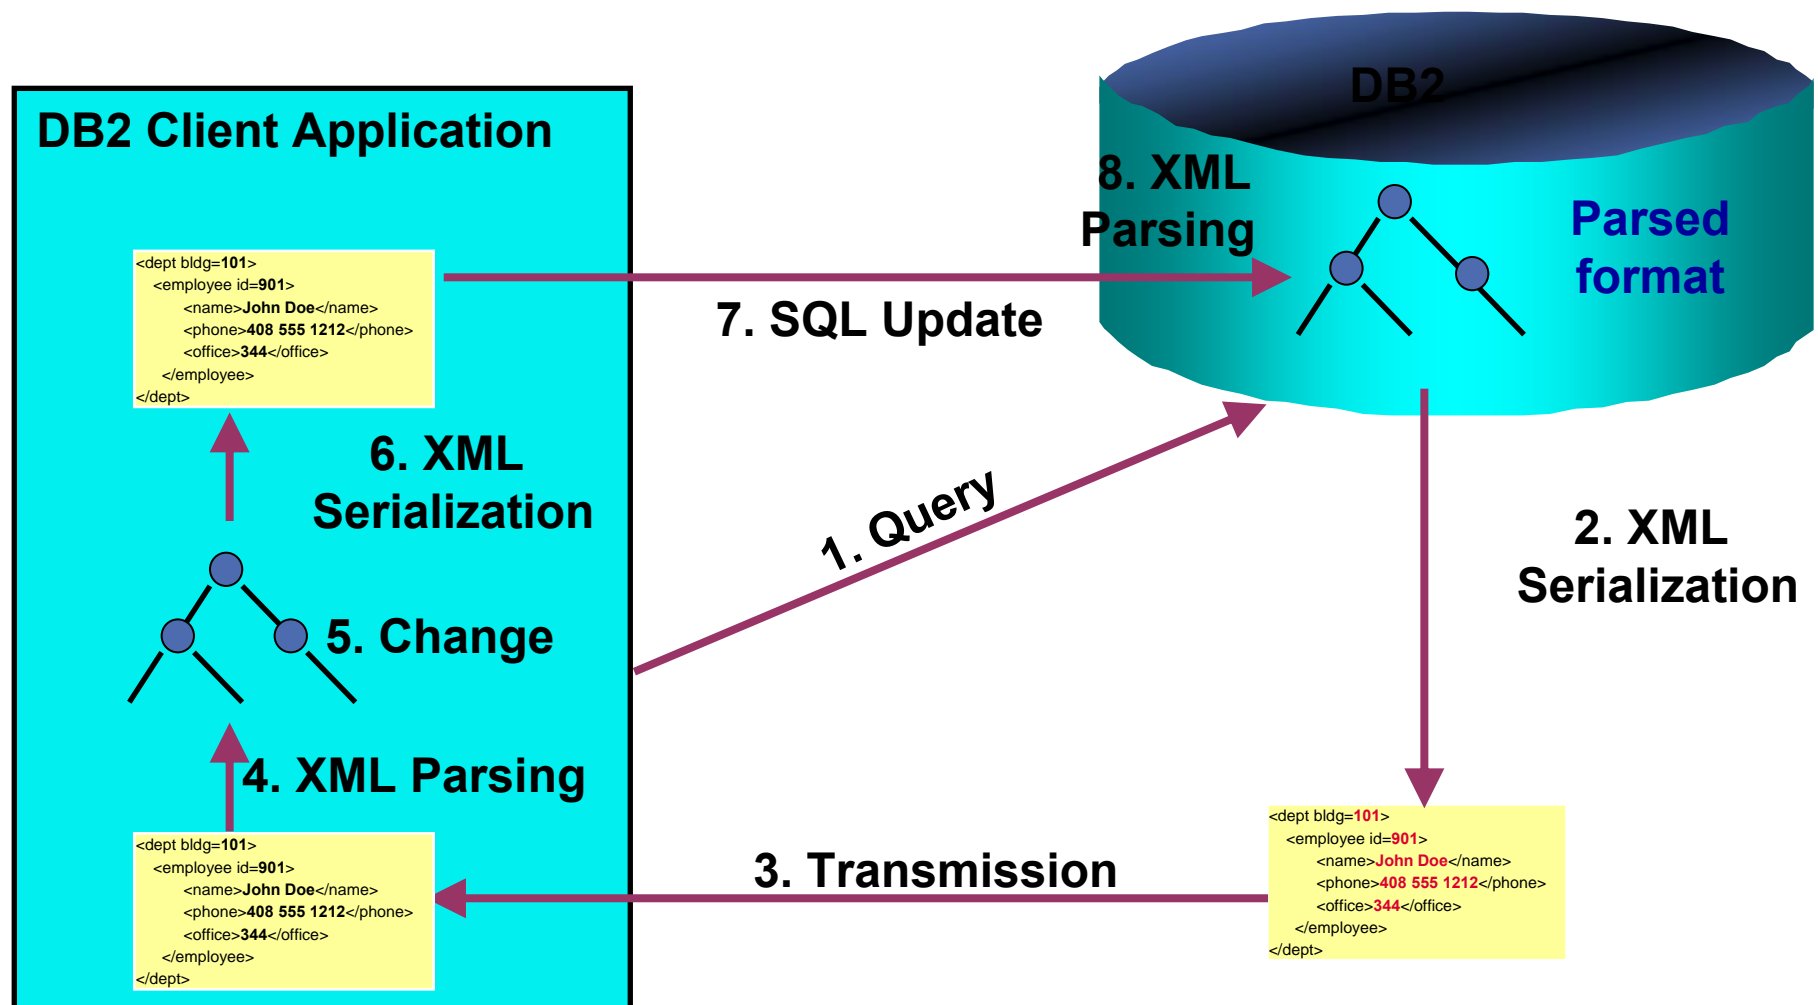 DB2
DB2 Client Application
8. XML
Parsing
Parsed
format
<dept bldg=101>
<employee id=901>
<name>John Doe</name>
<phone>408 555 1212</phone>
<office>344</office>
</employee>
</dept>
7. SQL Update
6. XML
Serialization
1. Query
2. XML
Serialization
5. Change
4. XML Parsing
<dept bldg=101>
<employee id=901>
<name>John Doe</name>
<phone>408 555 1212</phone>
<office>344</office>
</employee>
</dept>
3. Transmission
<dept bldg=101>
<employee id=901>
<name>John Doe</name>
<phone>408 555 1212</phone>
<office>344</office>
</employee>
</dept>